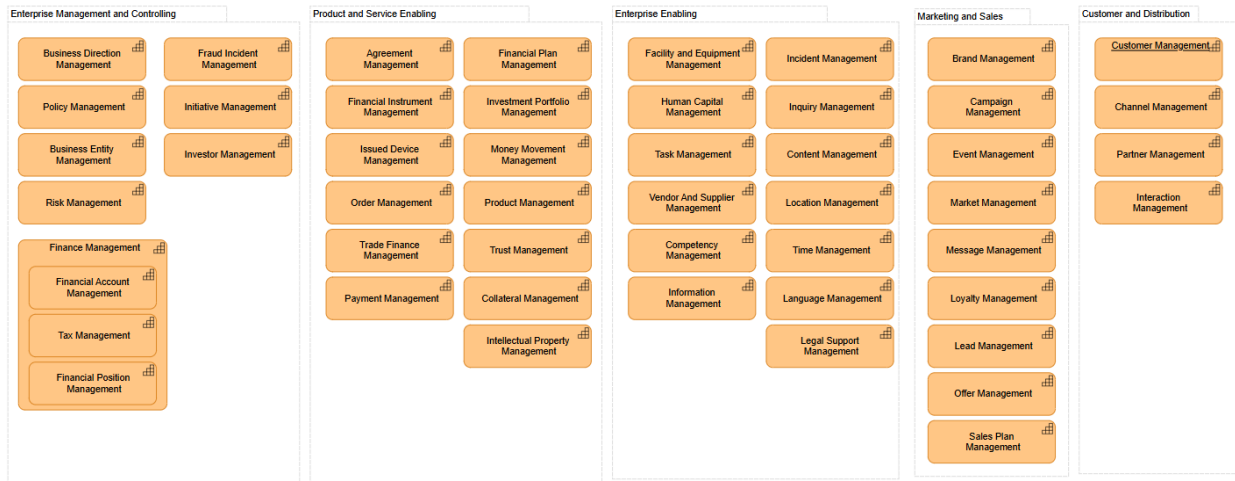 Enterprise Management and Controlling
Business Direction
Management
Fraud Incident
Management
Policy Management
Initiative Management
Business Entity
Management
Investor Management
Risk Management
Finance Management
Financial Account
Management
Tax Management
Financial Position
Management
Product and Service Enabling
Agreement
Management
Financial Plan
Management
Financial Instrument
Management
Investment Portfolio
Management
Issued Device
Management
Money Movement
Management
Order Management
Product Management
Trade Finance
Management
Trust Management
Payment Management
Collateral Management
Intellectual Property
Management
Enterprise Enabling
Facility and Equipment
Management
Incident Management
Human Capital
Management
Inquiry Management
Task Management
Content Management
Vendor And Supplier
Management
Location Management
Competency
Management
Time Management
Information
Management
Language Management
Legal Support
Management
Marketing and Sales
Brand Management
Campaign
Management
Event Management
Market Management
Message Management
Loyalty Management
Lead Management
Offer Management
Sales Plan
Management
Customer and Distribution
Customer Management
Channel Management
Partner Management
Interaction
Management